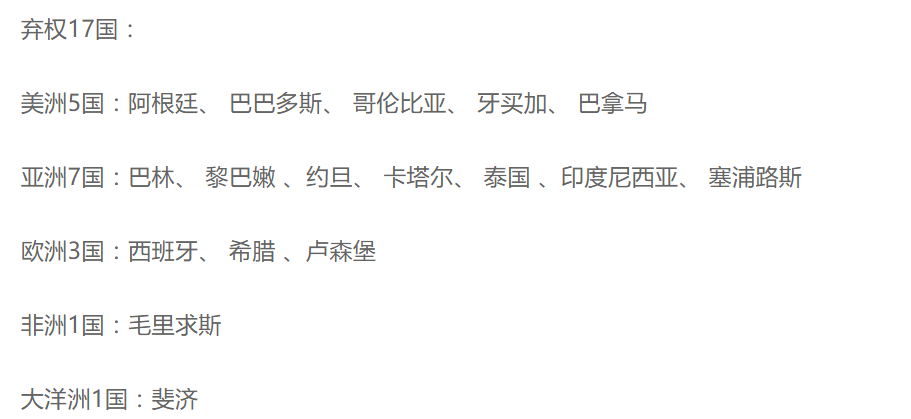 弃权17国：
美洲5国：阿根廷、 巴巴多斯、 哥伦比亚、 牙买加、 巴拿马
亚洲7国：巴林、 黎巴嫩 、约旦、 卡塔尔、 泰国 、印度尼西亚、 塞浦路斯
欧洲3国：西班牙、 希腊 、卢森堡
非洲1国：毛里求斯
大洋洲1国：斐济